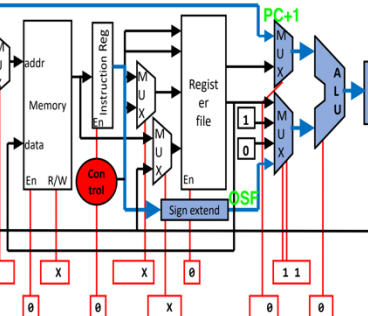 PC+1
M
U
X
addr
Memory
data
En R/W
Instruction Reg
En
Con
trol
M
U
X
M
U
X
Regist
er
file
En
Sign extend
OSF
M
U
X
1
0
M
U
X
A
L
U
X
X
0
1 1
0
0
X
0
0